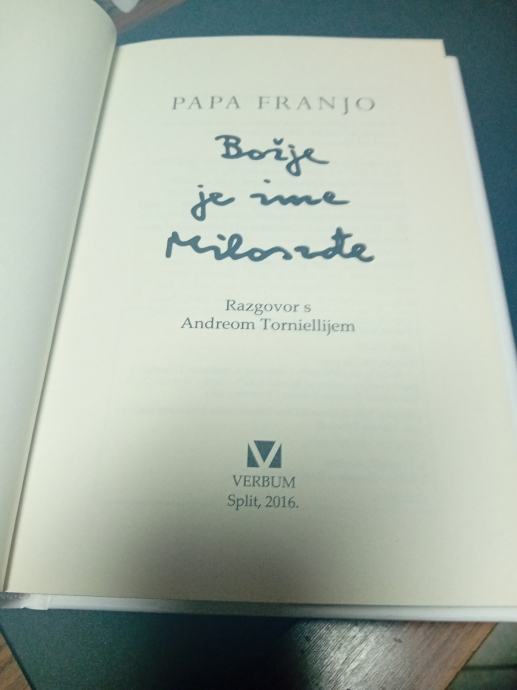 PAPA FRANJO
Božje
je ime
Milosrđe
Razgovor s
Andreom Torniellijem
VERBUM
Split, 2016.